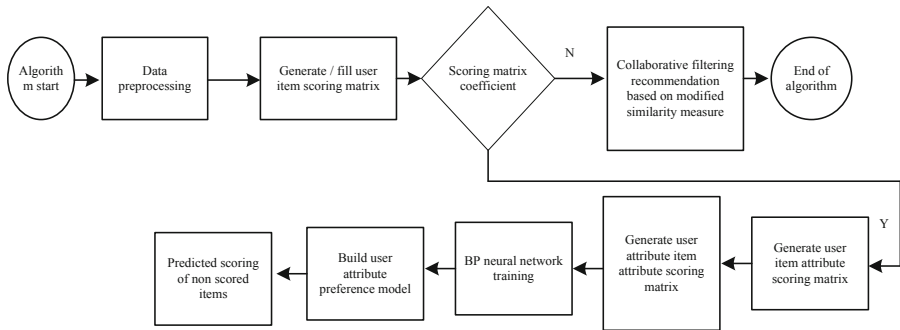 Algorith
m start
Data
preprocessing
Generate / fill user
item scoring matrix
Scoring matrix
coefficient
N
Collaborative filtering
recommendation
based on modified
similarity measure
End of
algorithm
Y
Predicted scoring
of non scored
items
Build user
attribute
preference model
BP neural network
training
Generate user
attribute item
attribute scoring
matrix
Generate user
item attribute
scoring matrix